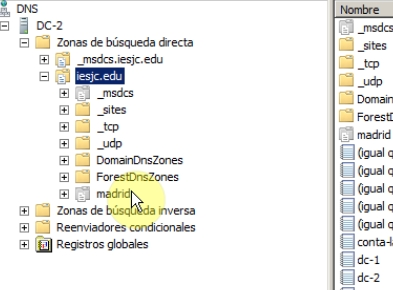 DNS
DC-2
Zonas de búsqueda directa
_msdcs.iesjc.edu
iesjc.edu
_msdcs
_sites
_tcp
_udp
DomainDnsZones
ForestDnsZones
madrid
Zonas de búsqueda inversa
Reenviadores condicionales
Registros globales
Nombre
_msdcs
_sites
_tcp
_udp
Domain
ForestD
madrid
(igual q
(igual q
(igual q
(igual q
(igual q
conta-la
dc-1
dc-2